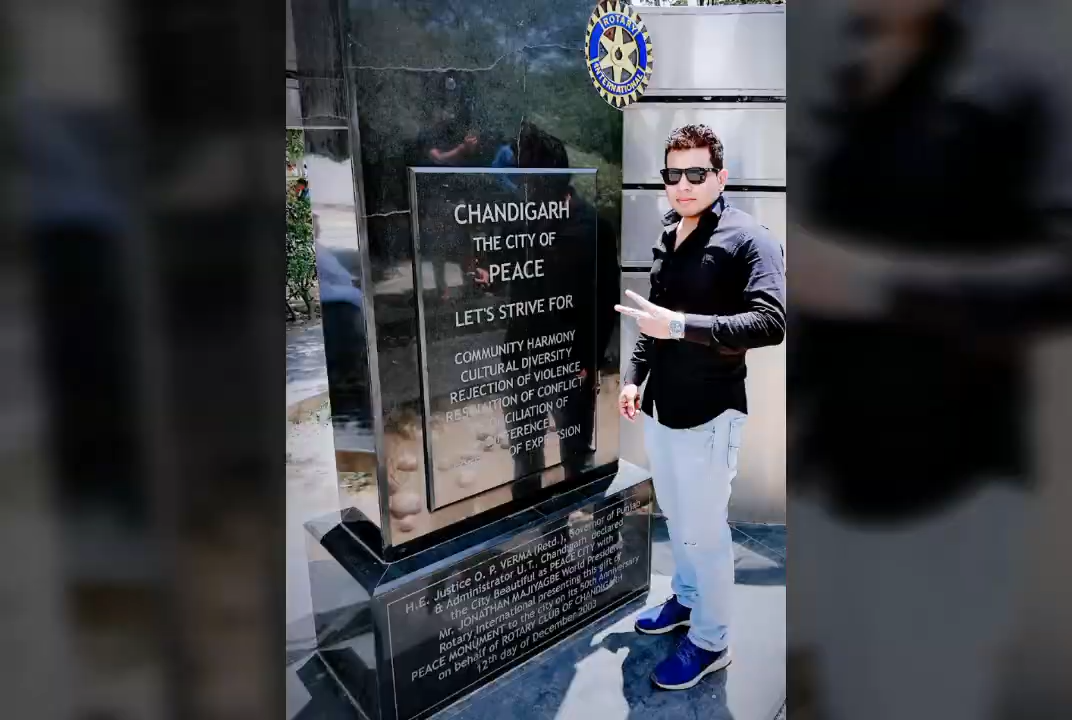 ROTARY
INTERNATIONAL
CHANDIGARH
THE CITY OF
PEACE
LET'S STRIVE FOR
COMMUNITY HARMONY
CULTURAL DIVERSITY
REJECTION OF VIOLENCE
OF CONFLICT
OF
OF
H.E. Justice O. P. VERMA (Retd.), Governor of Punjab
& Administrator U.T., Chandigarh declared
the City Beautiful as PEACE CITY with
Mr. JONATHAN MAJIYAGBE World President,
Rotary International presenting this gift of
PEACE MONUMENT to the city on its 50th Anniversary
on behalf of ROTARY CLUB OF CHANDIGARH
12th day of December 2003